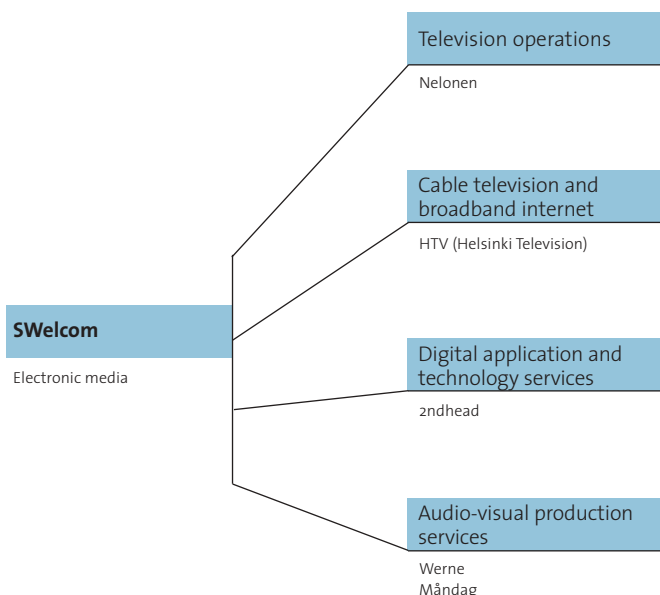 Television operations
Nelonen
Cable television and
broadband internet
HTV (Helsinki Television)
SWelcom
Electronic media
Digital application and
technology services
2ndhead
Audio-visual production
services
Werne
Måndag